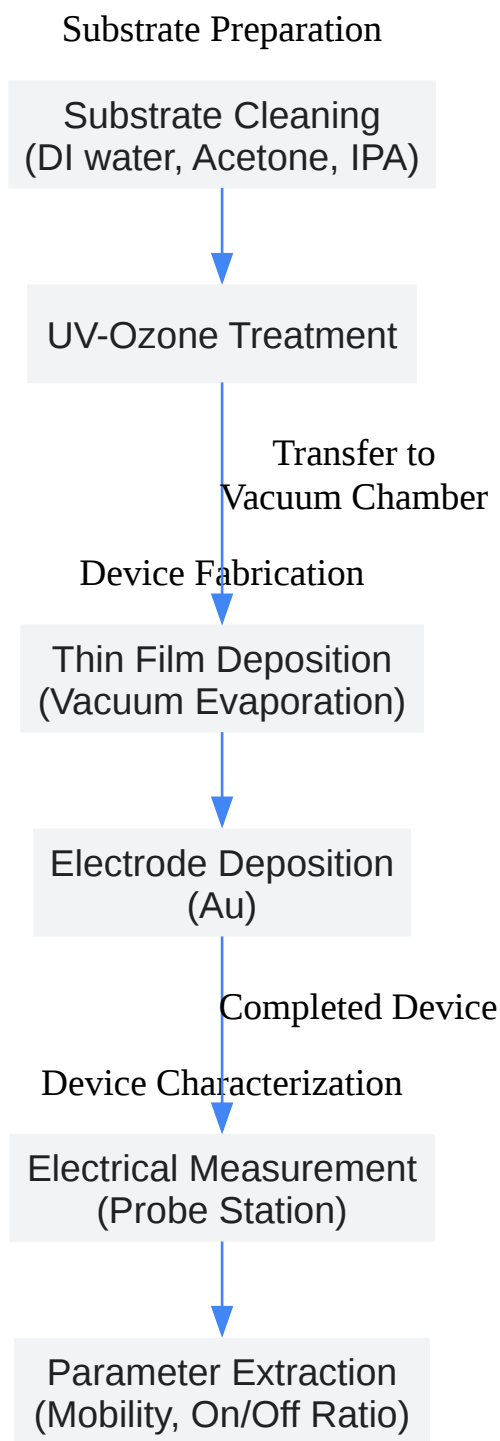 Substrate Preparation
Substrate Cleaning
(DI water, Acetone, IPA)
UV-Ozone Treatment
Transfer to
Vacuum Chamber
Device Fabrication
Thin Film Deposition
(Vacuum Evaporation)
Electrode Deposition
(Au)
Completed Device
Device Characterization
Electrical Measurement
(Probe Station)
Parameter Extraction
(Mobility, On/Off Ratio)